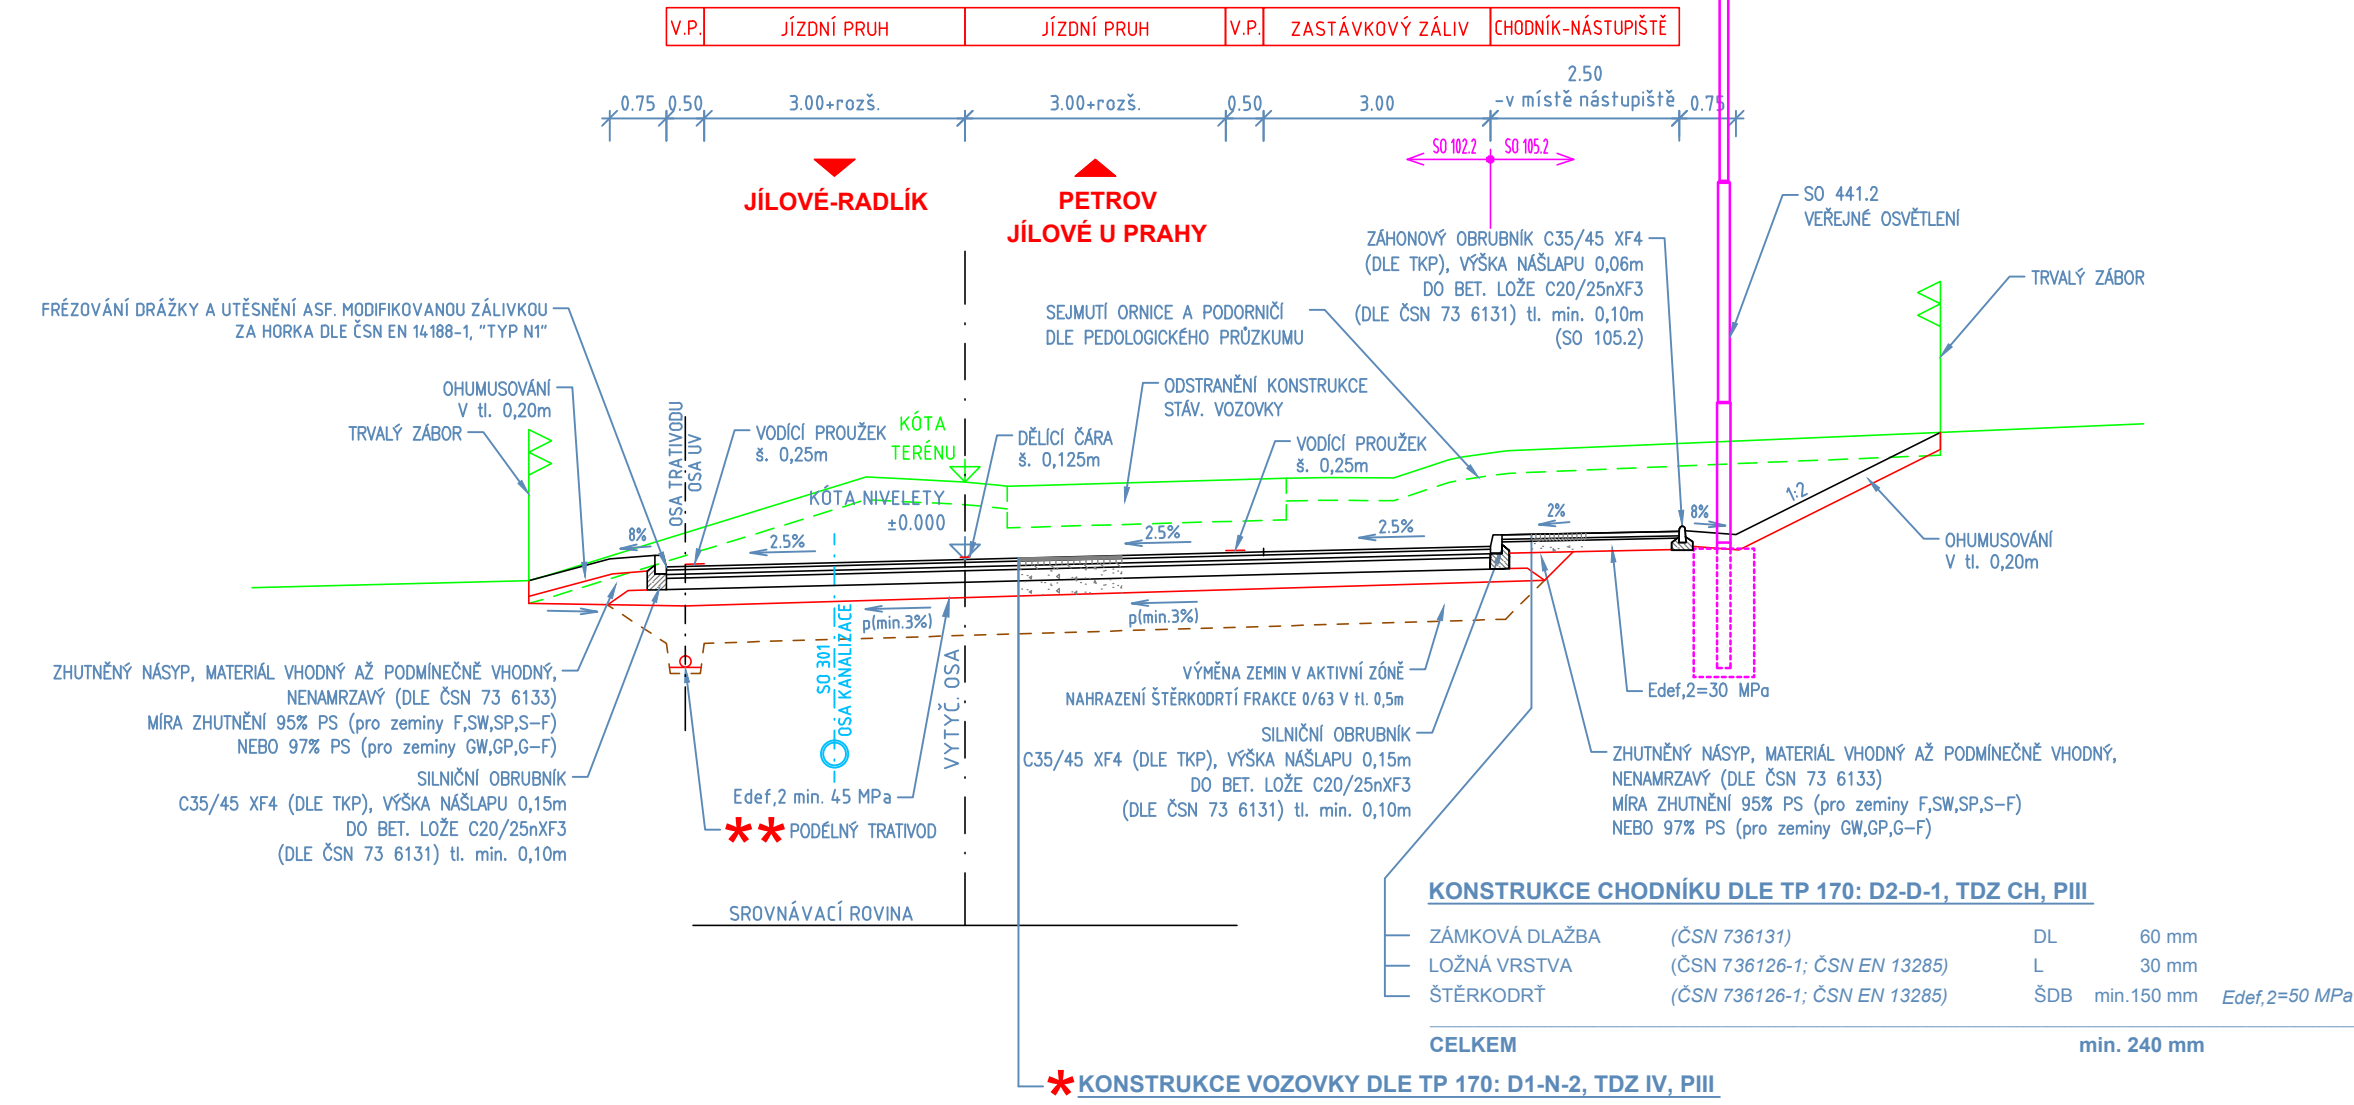 V.P. JÍZDNÍ PRUH JÍZDNÍ PRUH V.P. ZASTÁVKOVÝ ZÁLIV CHODNÍK-NÁSTUPIŠTĚ
2.50
0.75 0.50 3.00+rozš. 3.00+rozš. 0.50 3.00 -v místě nástupiště 0.75
SO 102.2 SO 105.2
JÍLOVÉ-RADLÍK
PETROV
JÍLOVÉ U PRAHY
SO 441.2
VEŘEJNÉ OSVĚTLENÍ
ZÁHONOVÝ OBRUBNÍK C35/45 XF4
(DLE TKP), VÝŠKA NÁŠLAPU 0,06m
DO BET. LOŽE C20/25nXF3
(DLE ČSN 73 6131) tl. min. 0,10m
(SO 105.2)
TRVALÝ ZÁBOR
FRÉZOVÁNÍ DRÁŽKY A UTĚSNĚNÍ ASF. MODIFIKOVANOU ZÁLIVKOU
ZA HORKA DLE ČSN EN 14188-1, "TYP N1"
SEJMUTÍ ORNICE A PODORNIČÍ
DLE PEDOLOGICKÉHO PRŮZKUMU
OHUMUSOVÁNÍ
V tl. 0,20m
TRVALÝ ZÁBOR
ODSTRANĚNÍ KONSTRUKCE
STÁV. VOZOVKY
OSA TRATIVODU
OSA UV
VODÍCÍ PROUŽEK
š. 0,25m
KÓTA
TERÉNU
DĚLÍCÍ ČÁRA
š. 0,125m
VODÍCÍ PROUŽEK
š. 0,25m
KÓTA NIVELETY
±0.000
8%
2.5%
2.5%
2.5%
2%
8%
1:2
OHUMUSOVÁNÍ
V tl. 0,20m
p(min.3%)
p(min.3%)
SO 301
OSA KANALIZACE
VYTYČ. OSA
ZHUTNĚNÝ NÁSYP, MATERIÁL VHODNÝ AŽ PODMÍNEČNĚ VHODNÝ,
NENAMRZAVÝ (DLE ČSN 73 6133)
MÍRA ZHUTNĚNÍ 95% PS (pro zeminy F,SW,SP,S-F)
NEBO 97% PS (pro zeminy GW,GP,G-F)
VÝMĚNA ZEMIN V AKTIVNÍ ZÓNĚ
NAHRAZENÍ ŠTĚRKODRTÍ FRAKCE 0/63 V tl. 0,5m
Edef,2=30 MPa
SILNIČNÍ OBRUBNÍK
C35/45 XF4 (DLE TKP), VÝŠKA NÁŠLAPU 0,15m
DO BET. LOŽE C20/25nXF3
(DLE ČSN 73 6131) tl. min. 0,10m
SILNIČNÍ OBRUBNÍK
C35/45 XF4 (DLE TKP), VÝŠKA NÁŠLAPU 0,15m
DO BET. LOŽE C20/25nXF3
(DLE ČSN 73 6131) tl. min. 0,10m
ZHUTNĚNÝ NÁSYP, MATERIÁL VHODNÝ AŽ PODMÍNEČNĚ VHODNÝ,
NENAMRZAVÝ (DLE ČSN 73 6133)
MÍRA ZHUTNĚNÍ 95% PS (pro zeminy F,SW,SP,S-F)
NEBO 97% PS (pro zeminy GW,GP,G-F)
Edef,2 min. 45 MPa
** PODÉLNÝ TRATIVOD
SROVNÁVACÍ ROVINA
KONSTRUKCE CHODNÍKU DLE TP 170: D2-D-1, TDZ CH, PIII
ZÁMKOVÁ DLAŽBA (ČSN 736131) DL 60 mm
LOŽNÁ VRSTVA (ČSN 736126-1; ČSN EN 13285) L 30 mm
ŠTĚRKODRŤ (ČSN 736126-1; ČSN EN 13285) ŠDB min.150 mm Edef,2=50 MPa
CELKEM min. 240 mm
* KONSTRUKCE VOZOVKY DLE TP 170: D1-N-2, TDZ IV, PIII